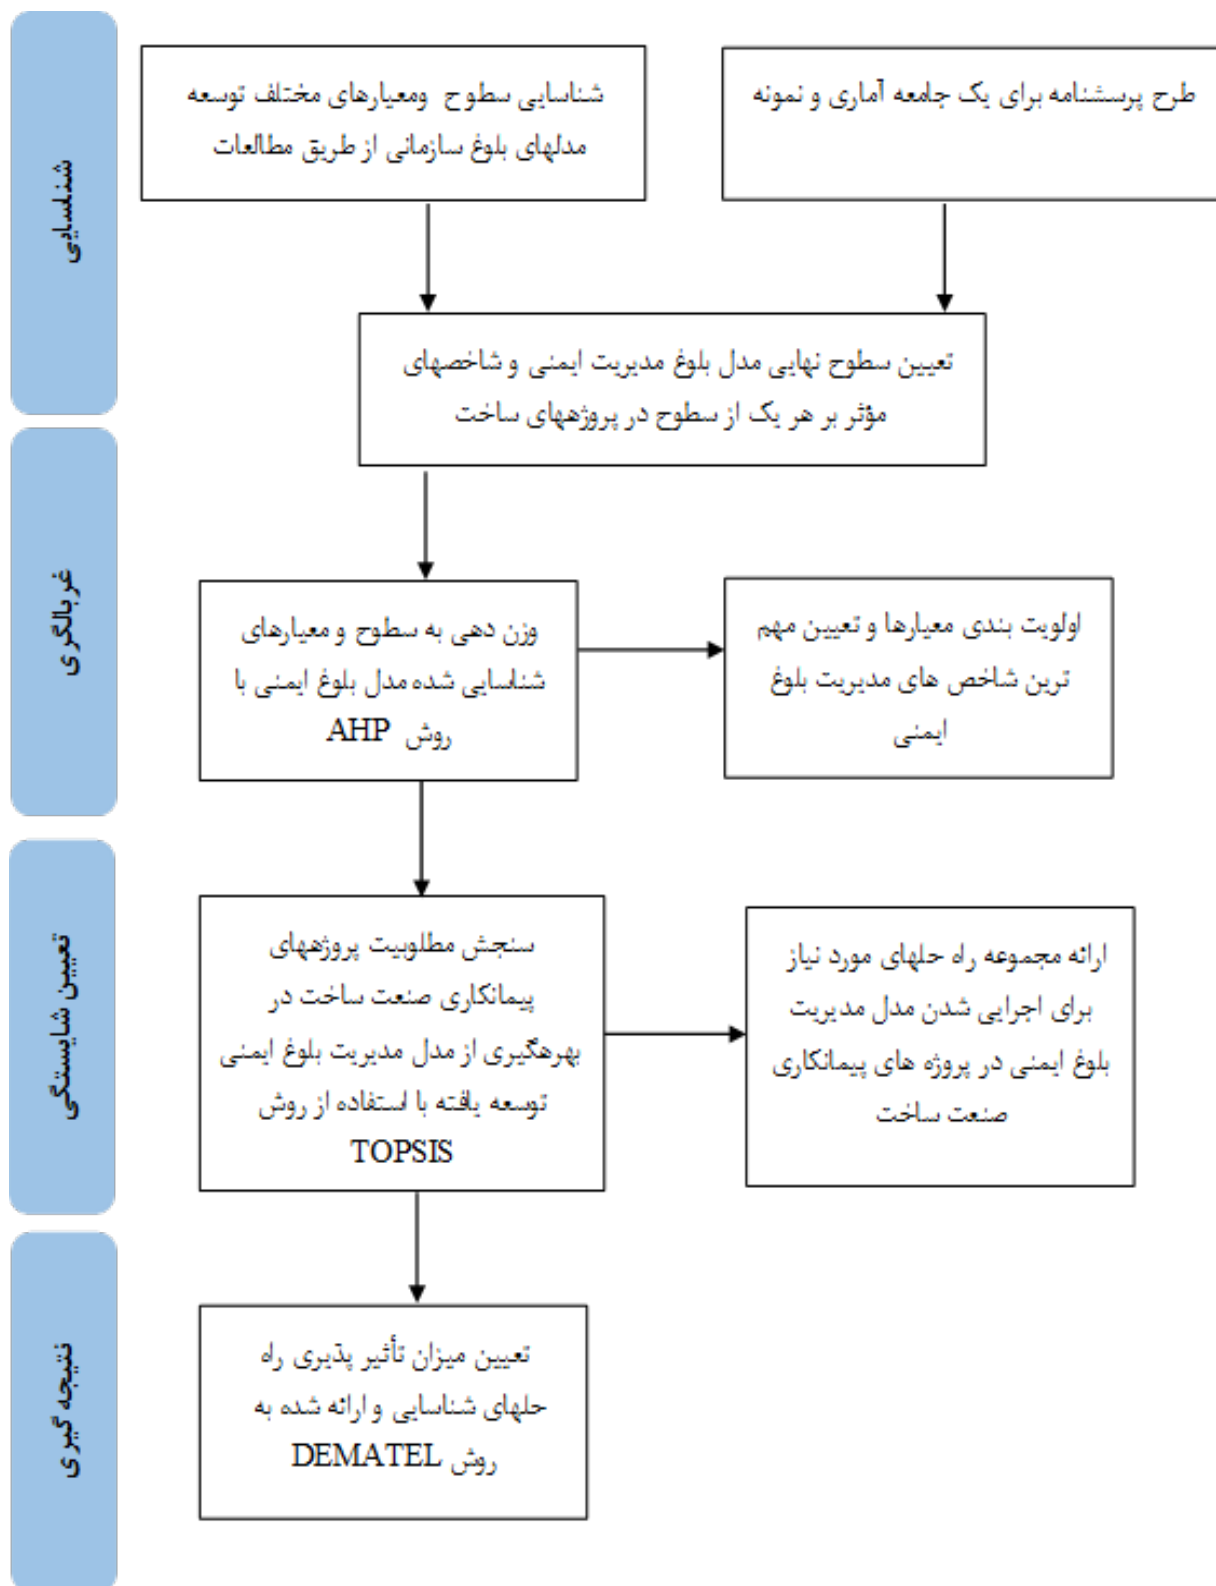 شناسایی
طرح پرسشنامه برای یک جامعه آماری و نمونه
شناسایی سطوح ومعیارهای مختلف توسعه
مدلهای بلوغ سازمانی از طریق مطالعات
تعیین سطوح نهایی مدل بلوغ مدیریت ایمنی و شاخصهای
مؤثر بر هر یک از سطوح در پروژههای ساخت
غربالگری
وزن دهی به سطوح و معیارهای
شناسایی شده مدل بلوغ ایمنی با
روش AHP
اولویت بندی معیارها و تعیین مهم
ترین شاخص های مدیریت بلوغ
ایمنی
تعیین شایستگی
سنجش مطلوبیت پروژههای
پیمانکاری صنعت ساخت در
بهرهگیری از مدل مدیریت بلوغ ایمنی
توسعه یافته با استفاده از روش
TOPSIS
ارائه مجموعه راه حلهای مورد نیاز
برای اجرایی شدن مدل مدیریت
بلوغ ایمنی در پروژه های پیمانکاری
صنعت ساخت
نتیجه گیری
تعیین میزان تأثیر پذیری راه
حلهای شناسایی و ارائه شده به
روش DEMATEL